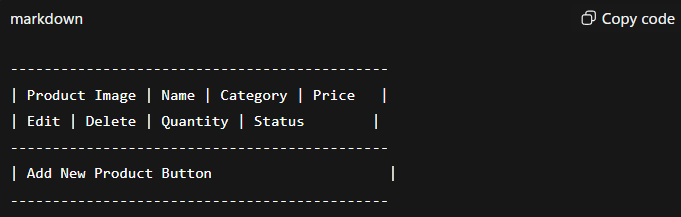 markdown
Copy code
---------------------------------------------
| Product Image | Name | Category | Price   |
| Edit | Delete | Quantity | Status        |
---------------------------------------------
| Add New Product Button                     |
---------------------------------------------